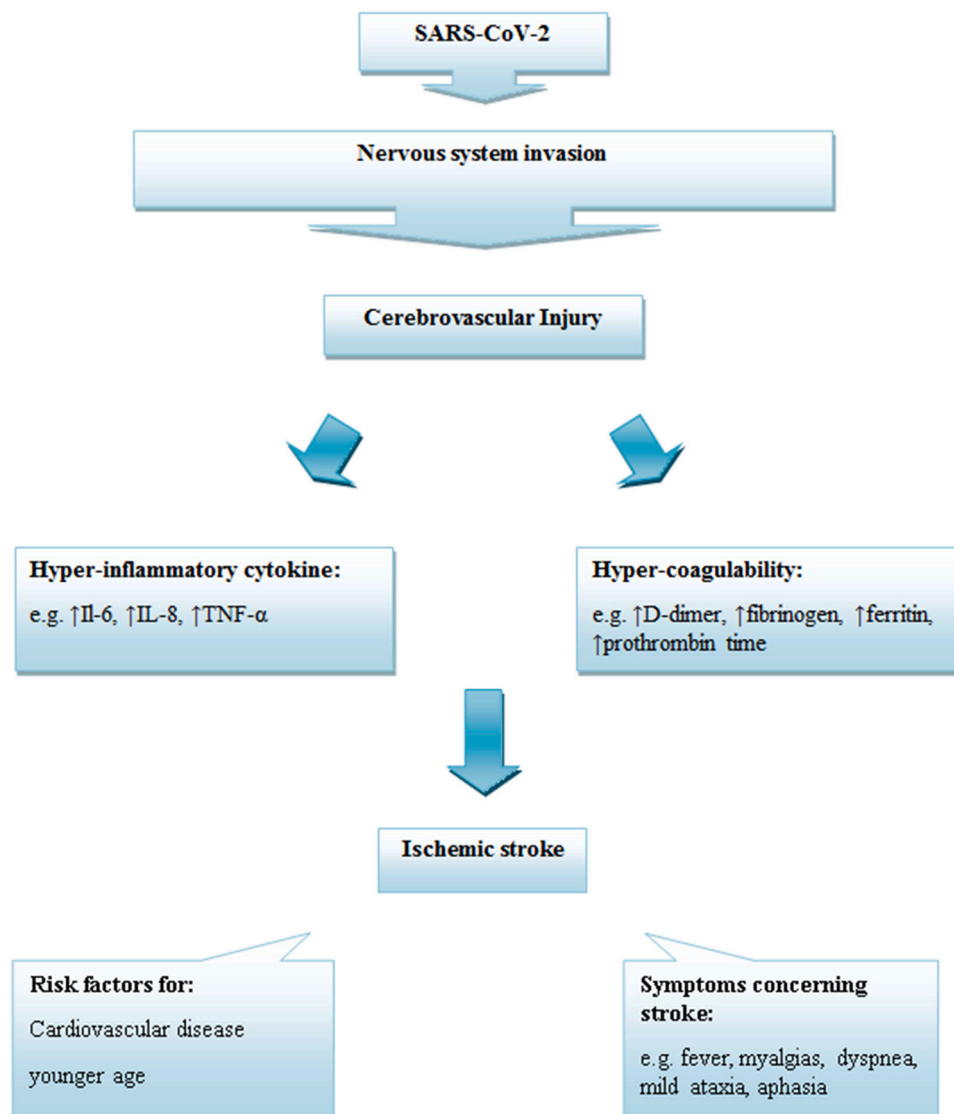 SARS-CoV-2
Nervous system invasion
Cerebrovascular Injury
Hyper-inflammatory cytokine:
e.g. ↑Il-6, ↑IL-8, ↑TNF-α
Hyper-coagulability:
e.g. ↑D-dimer, ↑fibrinogen, ↑ferritin,
↑prothrombin time
Ischemic stroke
Risk factors for:
Cardiovascular disease
younger age
Symptoms concerning
stroke:
e.g. fever, myalgias, dyspnea,
mild ataxia, aphasia